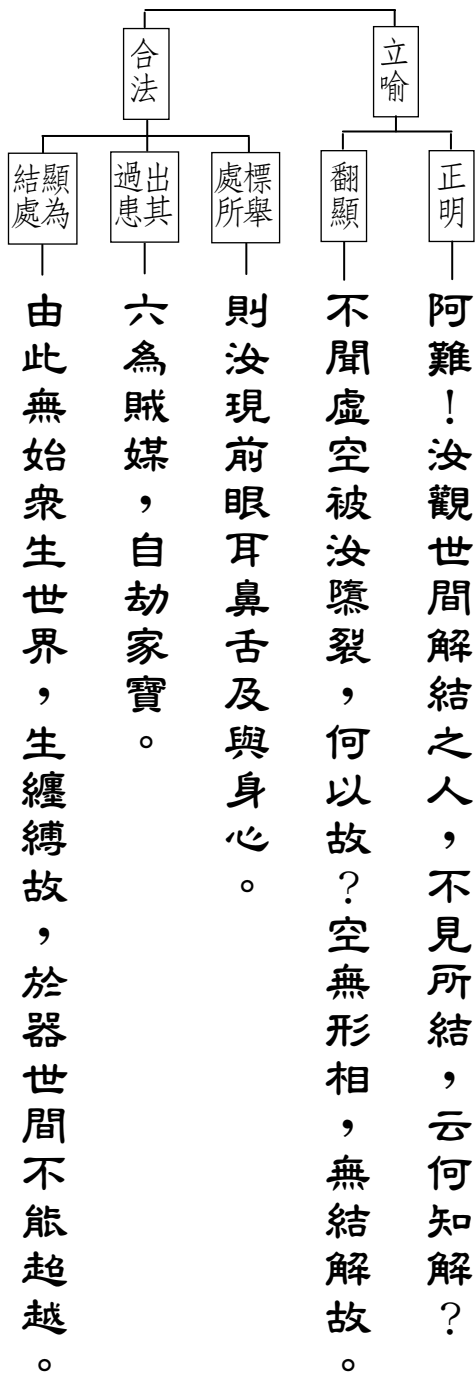 立喻
正明
阿難！汝觀世間解結之人，不見所結，云何知解？
翻顯
不聞虛空被汝隳裂，何以故？空無形相，無結解故。
合法
標舉
處所
則汝現前眼耳鼻舌及與身心。
出其
過患
六為賊媒，自劫家寶。
顯為
結處
由此無始眾生世界，生纏縛故，於器世間不能超越。